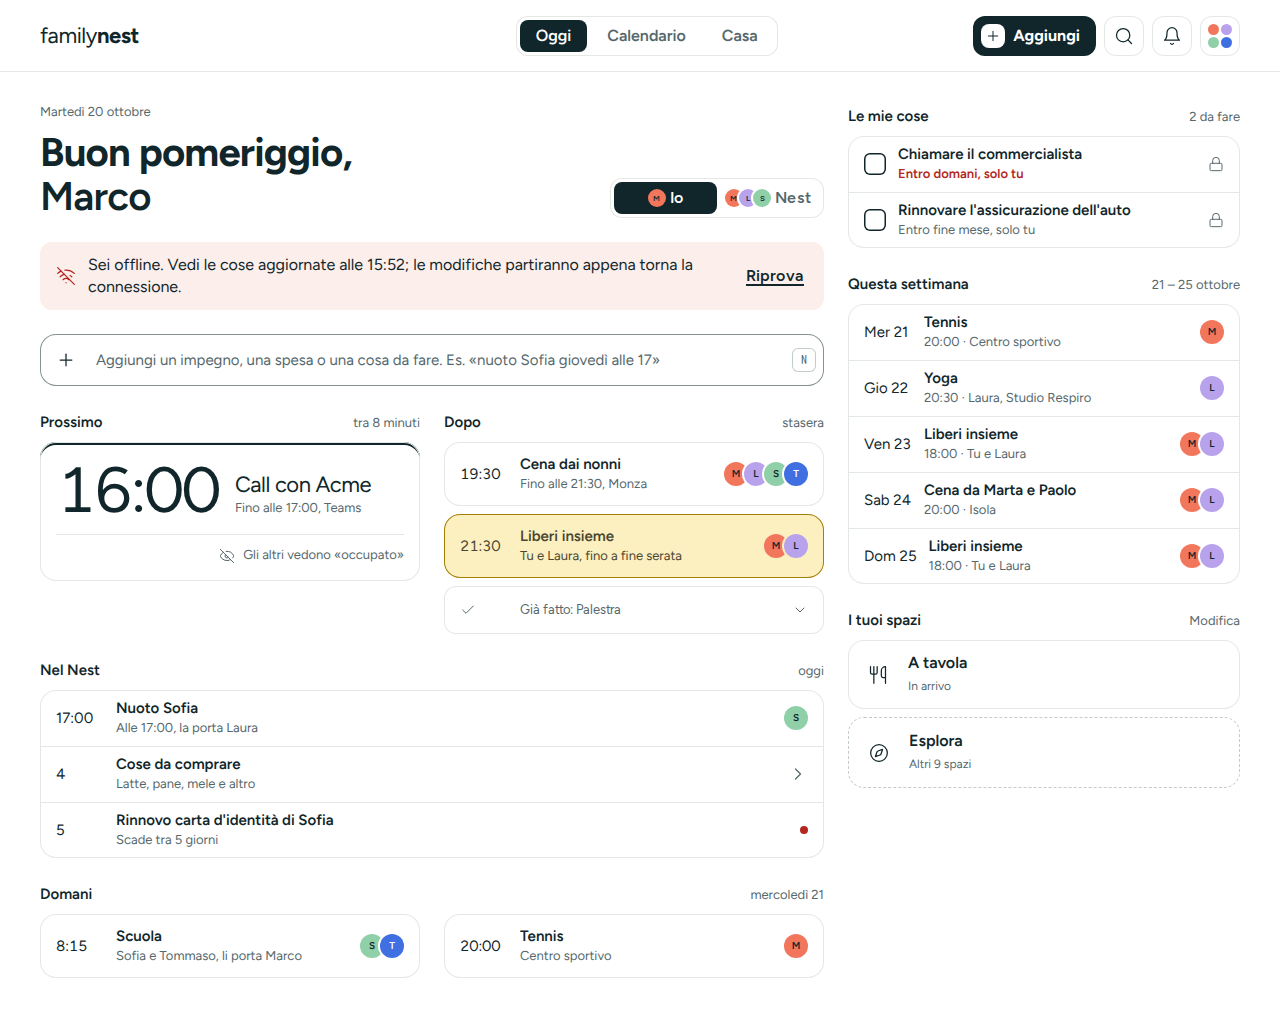 familynest
Oggi
Calendario
Casa
Aggiungi
Martedì 20 ottobre
Buon pomeriggio,
Marco
M Io
M L S Nest
Sei offline. Vedi le cose aggiornate alle 15:52; le modifiche partiranno appena torna la
connessione.
Riprova
Aggiungi un impegno, una spesa o una cosa da fare. Es. «nuoto Sofia giovedì alle 17»
N
Prossimo
tra 8 minuti
16:00
Call con Acme
Fino alle 17:00, Teams
Gli altri vedono «occupato»
Dopo
stasera
19:30
Cena dai nonni
Fino alle 21:30, Monza
M L S T
21:30
Liberi insieme
Tu e Laura, fino a fine serata
M L
Già fatto: Palestra
Nel Nest
oggi
17:00
Nuoto Sofia
Alle 17:00, la porta Laura
S
4
Cose da comprare
Latte, pane, mele e altro
5
Rinnovo carta d'identità di Sofia
Scade tra 5 giorni
Domani
mercoledì 21
8:15
Scuola
Sofia e Tommaso, li porta Marco
S T
20:00
Tennis
Centro sportivo
M
Le mie cose
2 da fare
Chiamare il commercialista
Entro domani, solo tu
Rinnovare l'assicurazione dell'auto
Entro fine mese, solo tu
Questa settimana
21 – 25 ottobre
Mer 21
Tennis
20:00 · Centro sportivo
M
Gio 22
Yoga
20:30 · Laura, Studio Respiro
L
Ven 23
Liberi insieme
18:00 · Tu e Laura
M L
Sab 24
Cena da Marta e Paolo
20:00 · Isola
M L
Dom 25
Liberi insieme
18:00 · Tu e Laura
M L
I tuoi spazi
Modifica
A tavola
In arrivo
Esplora
Altri 9 spazi